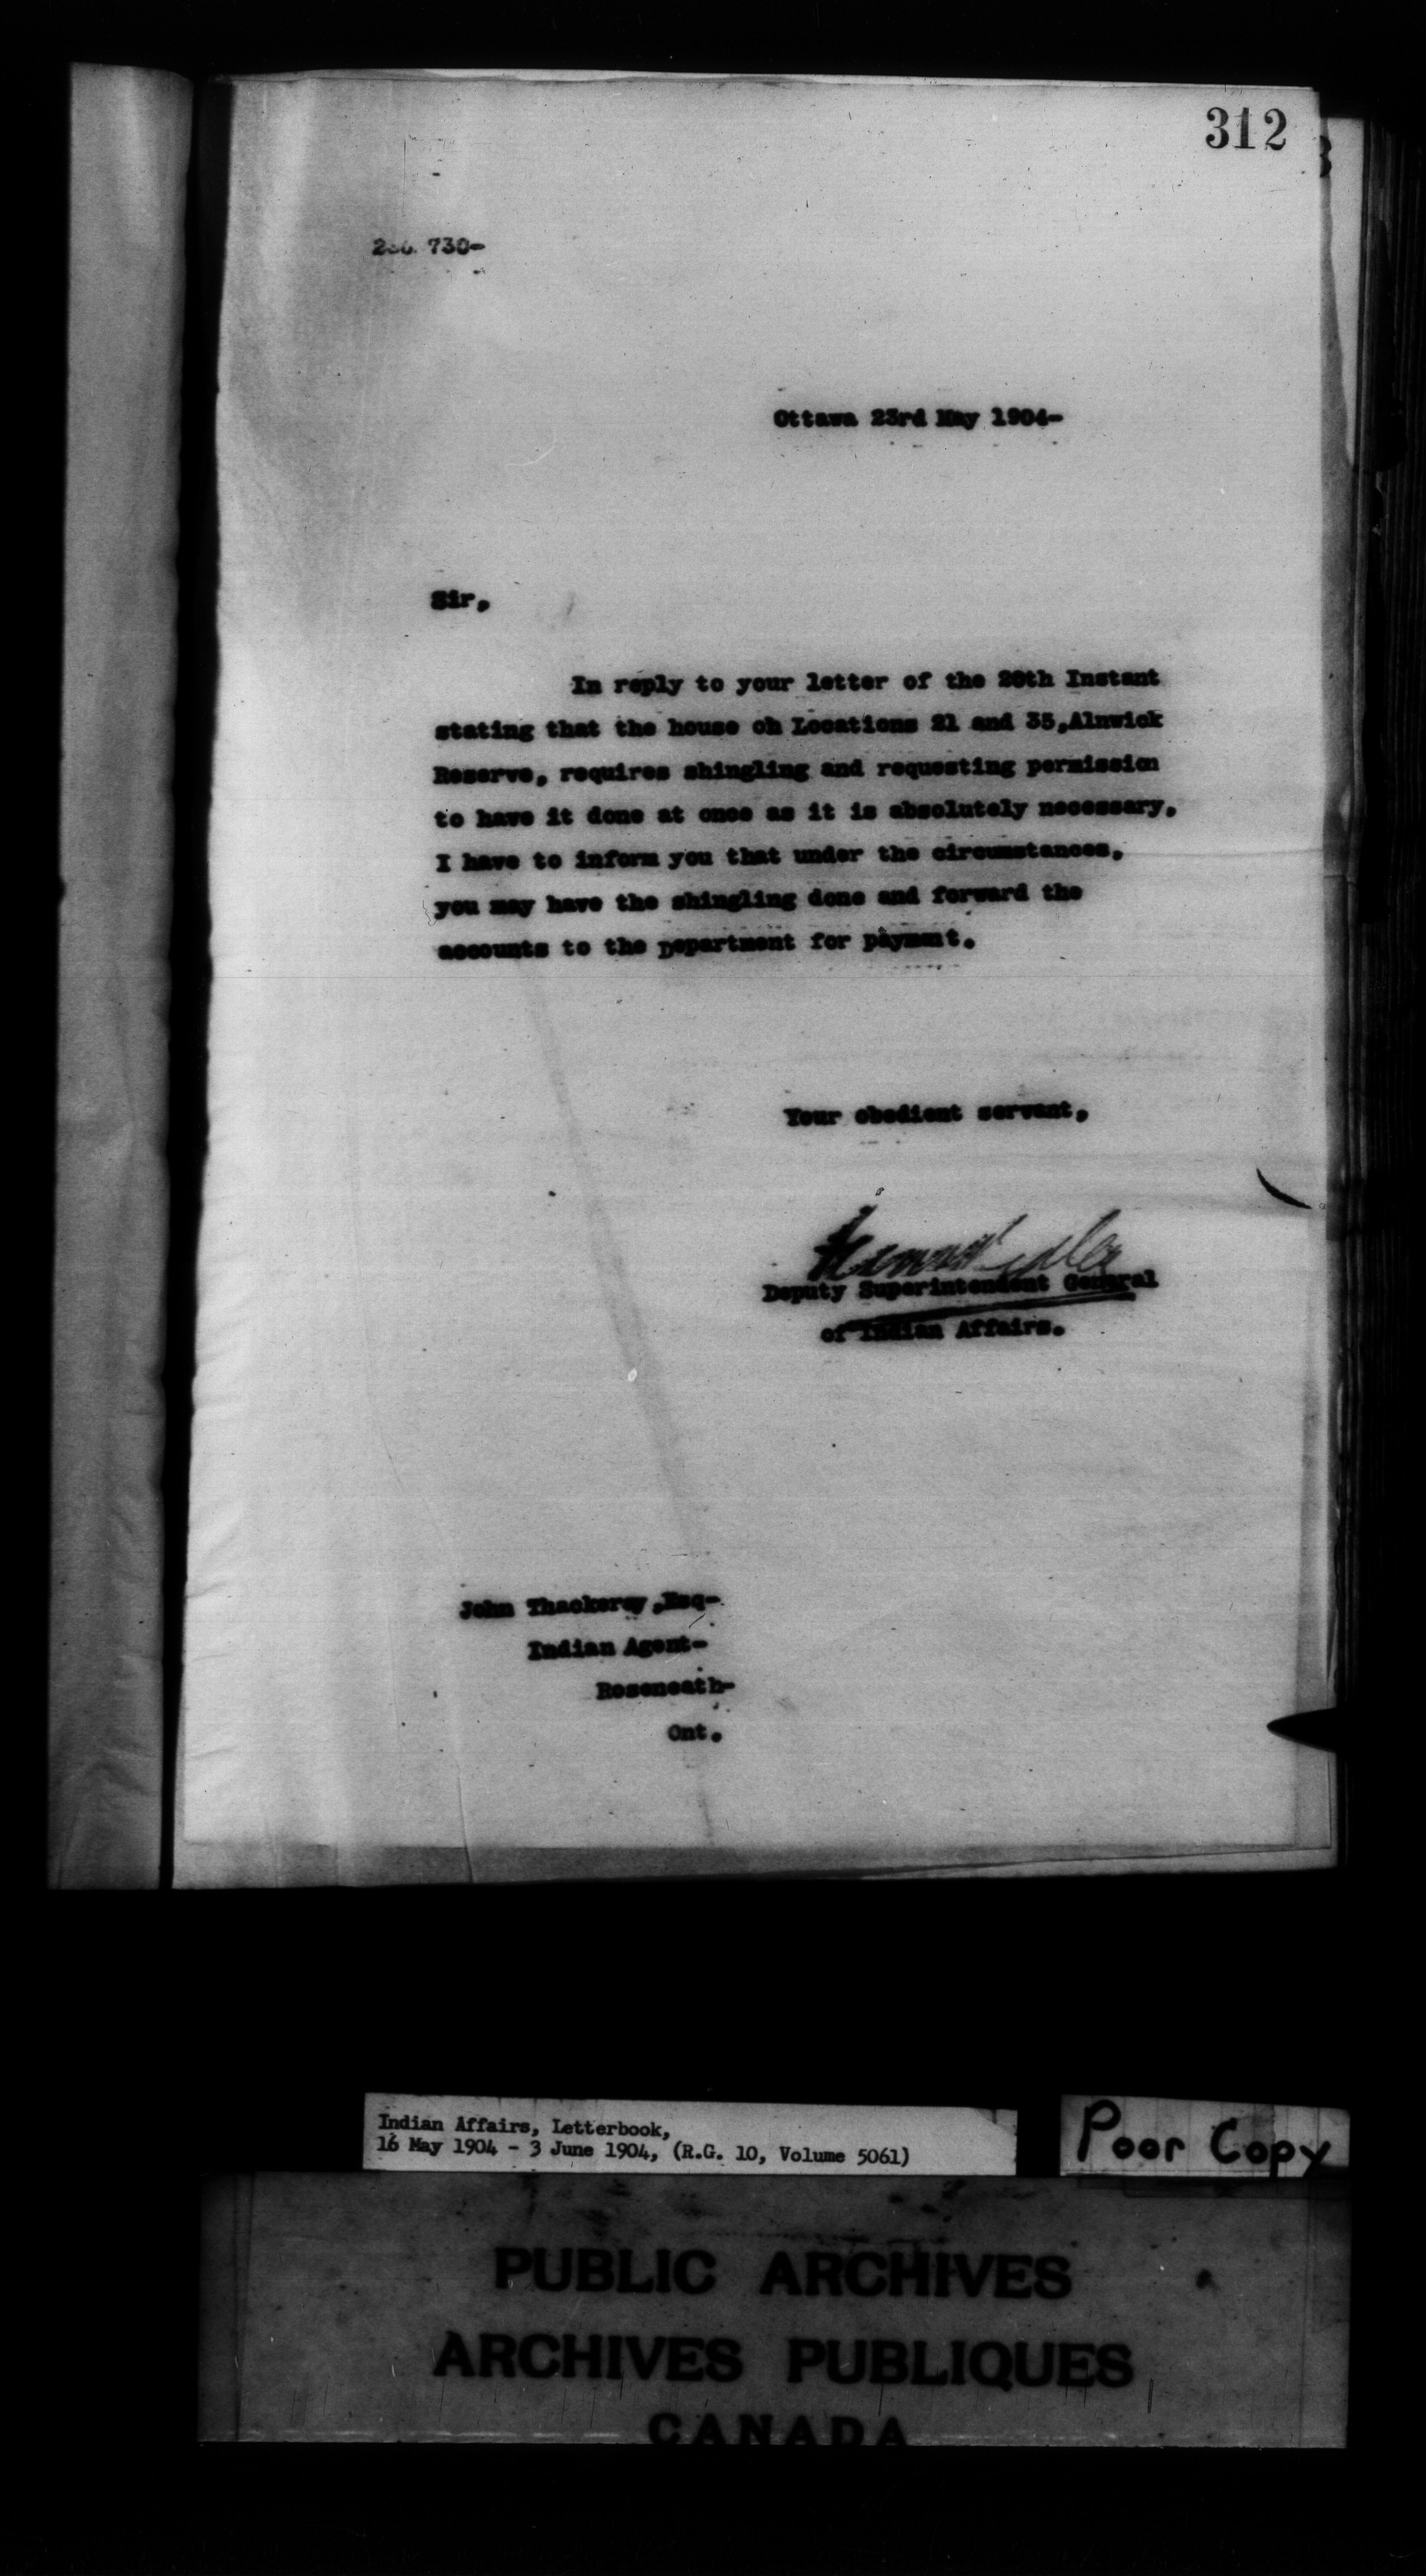 312
730-
Ottawa 23rd May 1904-
Sir,
In reply to your letter of the 20th Instant
stating that the house oh Locations 21 and 35,Alnwick
Reserve, requires shingling and requesting permission
to have it done at once as it is absolutely necessary.
I have to inform you that under the circumstances,
you may have the shingling done and forward the
accounts to the Department for payment.
Your obedient servant,
Deputy Superintendent General
of Indian Affairs.
John Thackeray,Esq-
Indian Agent-
Roseneath-
Ont.
Indian Affairs, Letterbook,
16 May 1904 - 3 June 1904, (R.G. 10, Volume 5061)
Poor Copy
PUBLIC ARCHIVES
ARCHIVES PUBLIQUES
CANADA